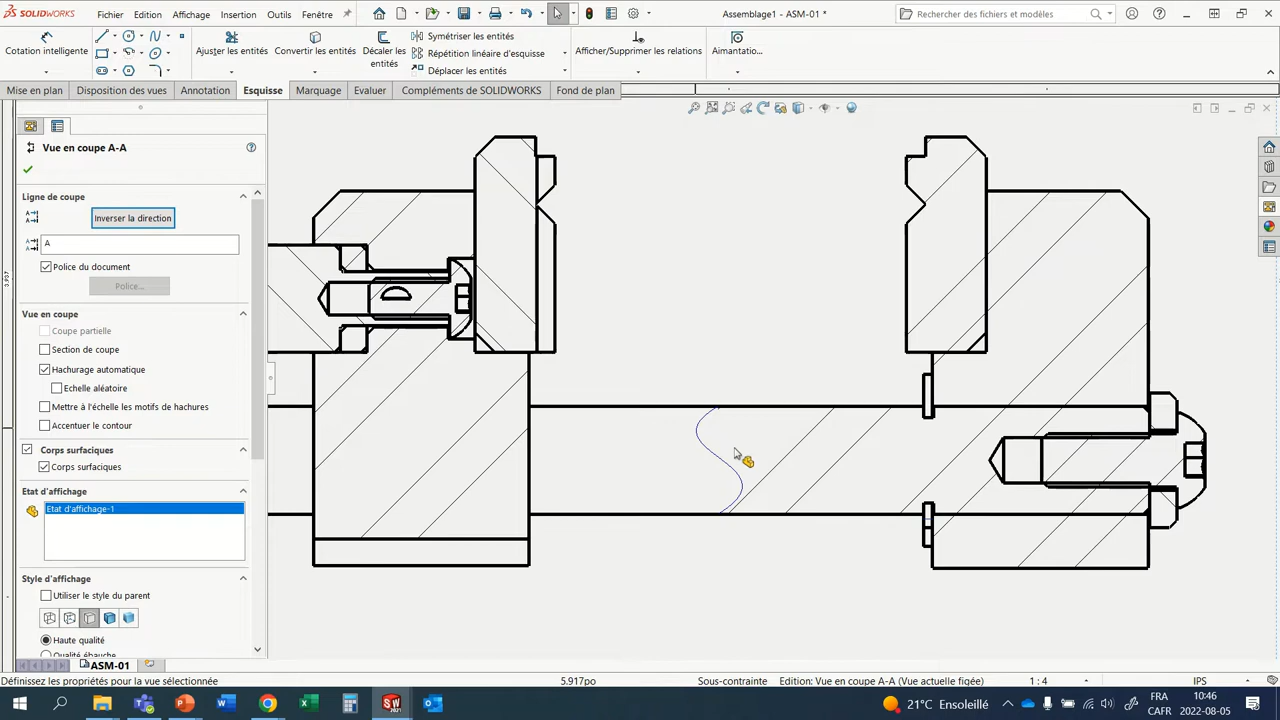 SOLIDWORKS
Fichier Edition Affichage Insertion Outils Fenêtre
Assemblage1 - ASM-01 *
Rechercher des fichiers et modèles
Cotation intelligente
Ajuster les entités
Convertir les entités
Décaler les
entités
Symétriser les entités
Répétition linéaire d'esquisse
Déplacer les entités
Afficher/Supprimer les relations
Aimantatio...
Mise en plan Disposition des vues Annotation Esquisse Marquage Evaluer Compléments de SOLIDWORKS Fond de plan
Vue en coupe A-A
Ligne de coupe
Inverser la direction
A
Police du document
Police...
Vue en coupe
Coupe partielle
Section de coupe
Hachurage automatique
Echelle aléatoire
Mettre à l'échelle les motifs de hachures
Accentuer le contour
Corps surfaciques
Corps surfaciques
Etat d'affichage
Etat d'affichage-1
Style d'affichage
Utiliser le style du parent
Haute qualité
Qualité ébauche
ASM-01
Définissez les propriétés pour la vue sélectionnée
5.917po
Sous-contrainte
Edition: Vue en coupe A-A (Vue actuelle figée)
1 : 4
IPS
21°C Ensoleillé
FRA
CAFR
10:46
2022-08-05